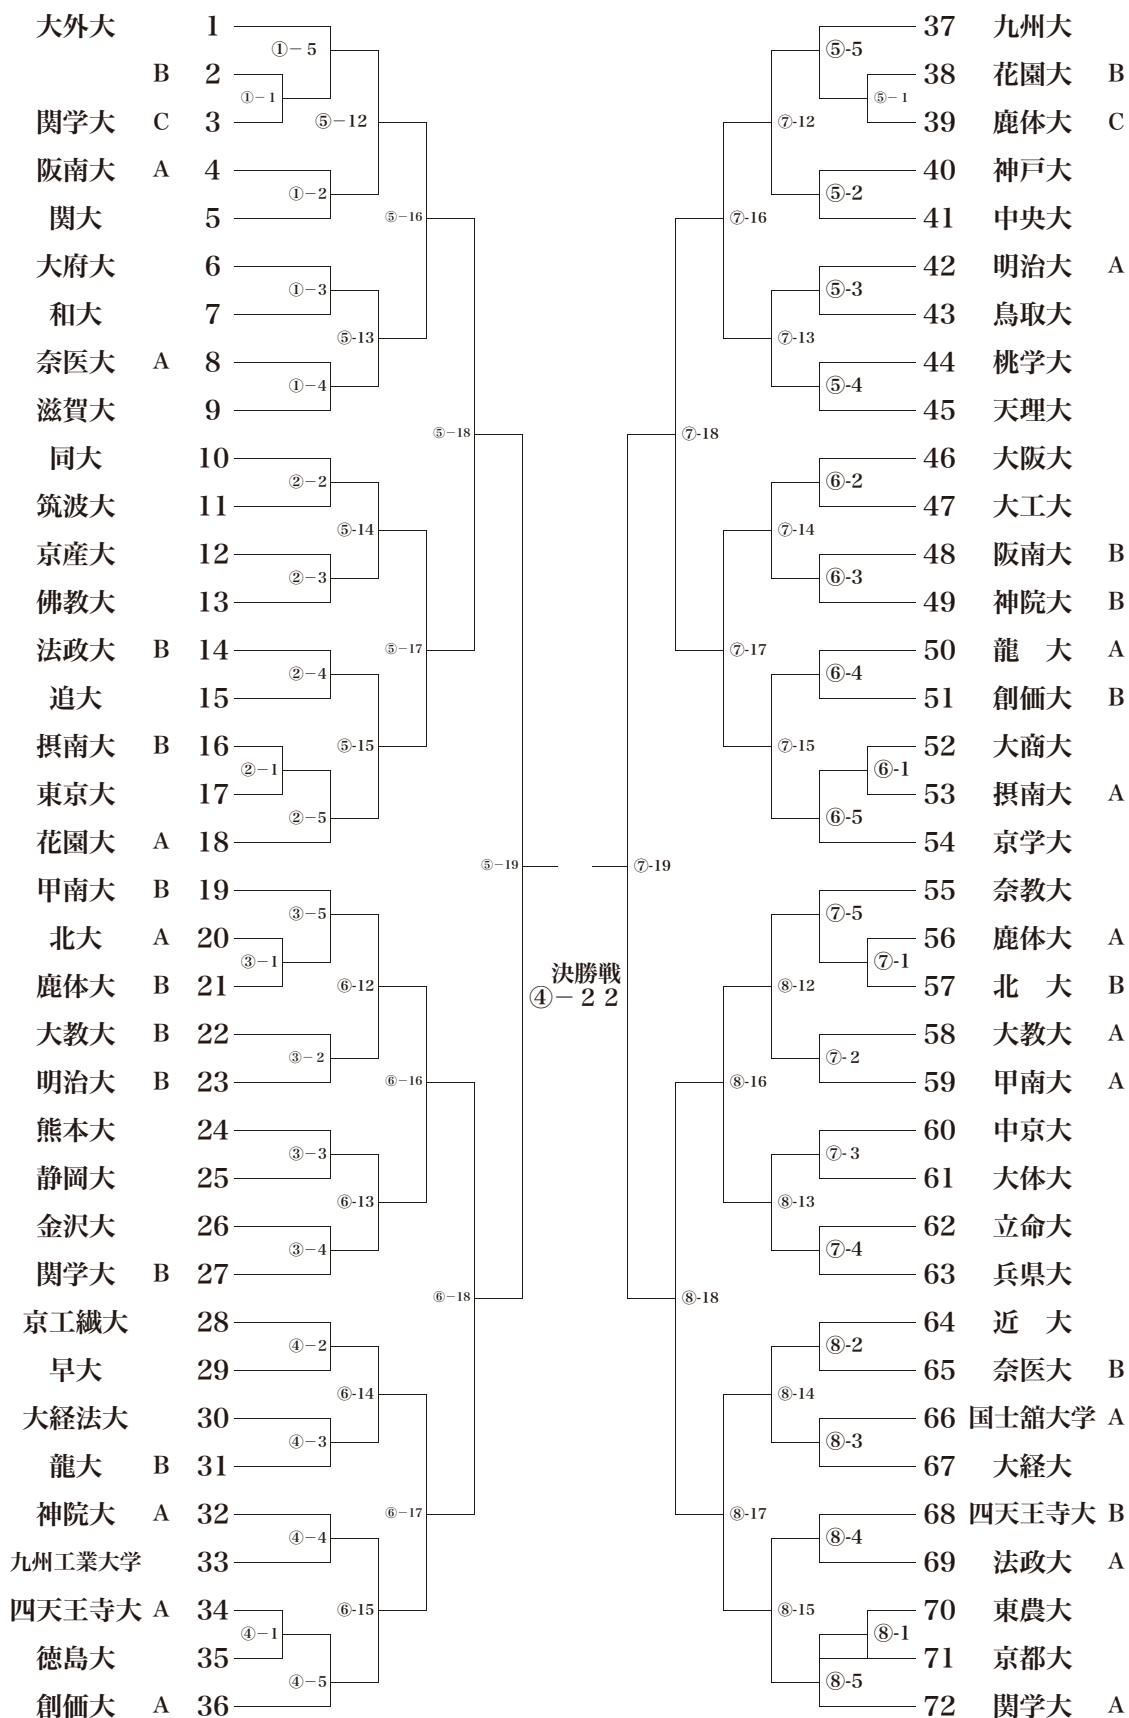 大外大 1
B 2
関学大 C 3
阪南大 A 4
関大 5
大府大 6
和大 7
奈医大 A 8
滋賀大 9
同大 10
筑波大 11
京産大 12
佛教大 13
法政大 B 14
追大 15
摂南大 B 16
東京大 17
花園大 A 18
甲南大 B 19
北大 A 20
鹿体大 B 21
大教大 B 22
明治大 B 23
熊本大 24
静岡大 25
金沢大 26
関学大 B 27
京工繊大 28
早大 29
大経法大 30
龍大 B 31
神院大 A 32
九州工業大学 33
四天王寺大 A 34
徳島大 35
創価大 A 36
①－5
①－1
⑤－12
①－2
⑤－16
①－3
⑤-13
①－4
⑤－18
②－2
⑤-14
②－3
⑤－17
②－4
⑤-15
②－1
②－5
⑤－19
③－5
③－1
⑥-12
③－2
⑥－16
③－3
⑥-13
③－4
⑥－18
④－2
⑥-14
④－3
⑥－17
④－4
⑥-15
④－1
④－5
決勝戦
④－２２
37 九州大
38 花園大 B
39 鹿体大 C
40 神戸大
41 中央大
42 明治大 A
43 鳥取大
44 桃学大
45 天理大
46 大阪大
47 大工大
48 阪南大 B
49 神院大 B
50 龍　大 A
51 創価大 B
52 大商大
53 摂南大 A
54 京学大
55 奈教大
56 鹿体大 A
57 北　大 B
58 大教大 A
59 甲南大 A
60 中京大
61 大体大
62 立命大
63 兵県大
64 近　大
65 奈医大 B
66 国士舘大学 A
67 大経大
68 四天王寺大 B
69 法政大 A
70 東農大
71 京都大
72 関学大 A
⑤-5
⑤－1
⑦-12
⑤-2
⑦-16
⑤-3
⑦-13
⑤-4
⑦-18
⑥-2
⑦-14
⑥-3
⑦-17
⑥-4
⑦-15
⑥-1
⑥-5
⑦-19
⑦-5
⑦-1
⑧-12
⑦- 2
⑧-16
⑦- 3
⑧-13
⑦-4
⑧-18
⑧-2
⑧-14
⑧-3
⑧-17
⑧-4
⑧-15
⑧-1
⑧-5